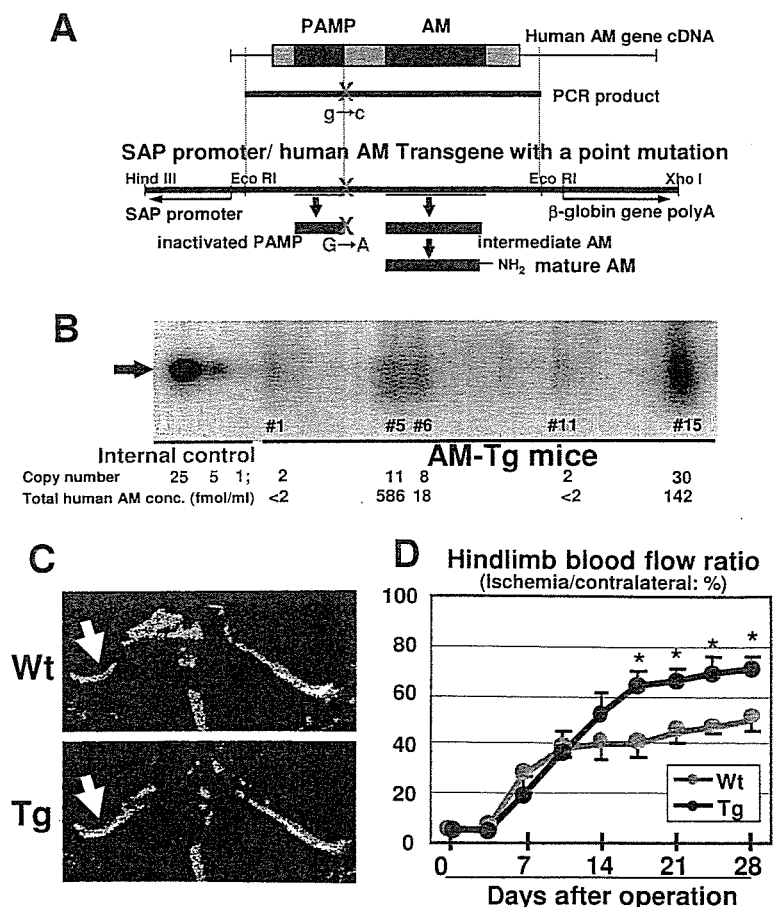 A
PAMP AM
Human AM gene cDNA
X
PCR product
g→c
SAP promoter/ human AM Transgene with a point mutation
Hind III Eco RI X Eco RI Xho I
SAP promoter β-globin gene polyA
inactivated PAMP X intermediate AM
G→A
NH2 mature AM
B
#1 #5 #6 #11 #15
Internal control AM-Tg mice
Copy number 25 5 1; 2 11 8 2 30
Total human AM conc. (fmol/ml) <2 586 18 <2 142
C
Wt
Tg
D
Hindlimb blood flow ratio
(Ischemia/contralateral: %)
100
80
60
40
20
0
* * * *
Wt
Tg
0 7 14 21 28
Days after operation